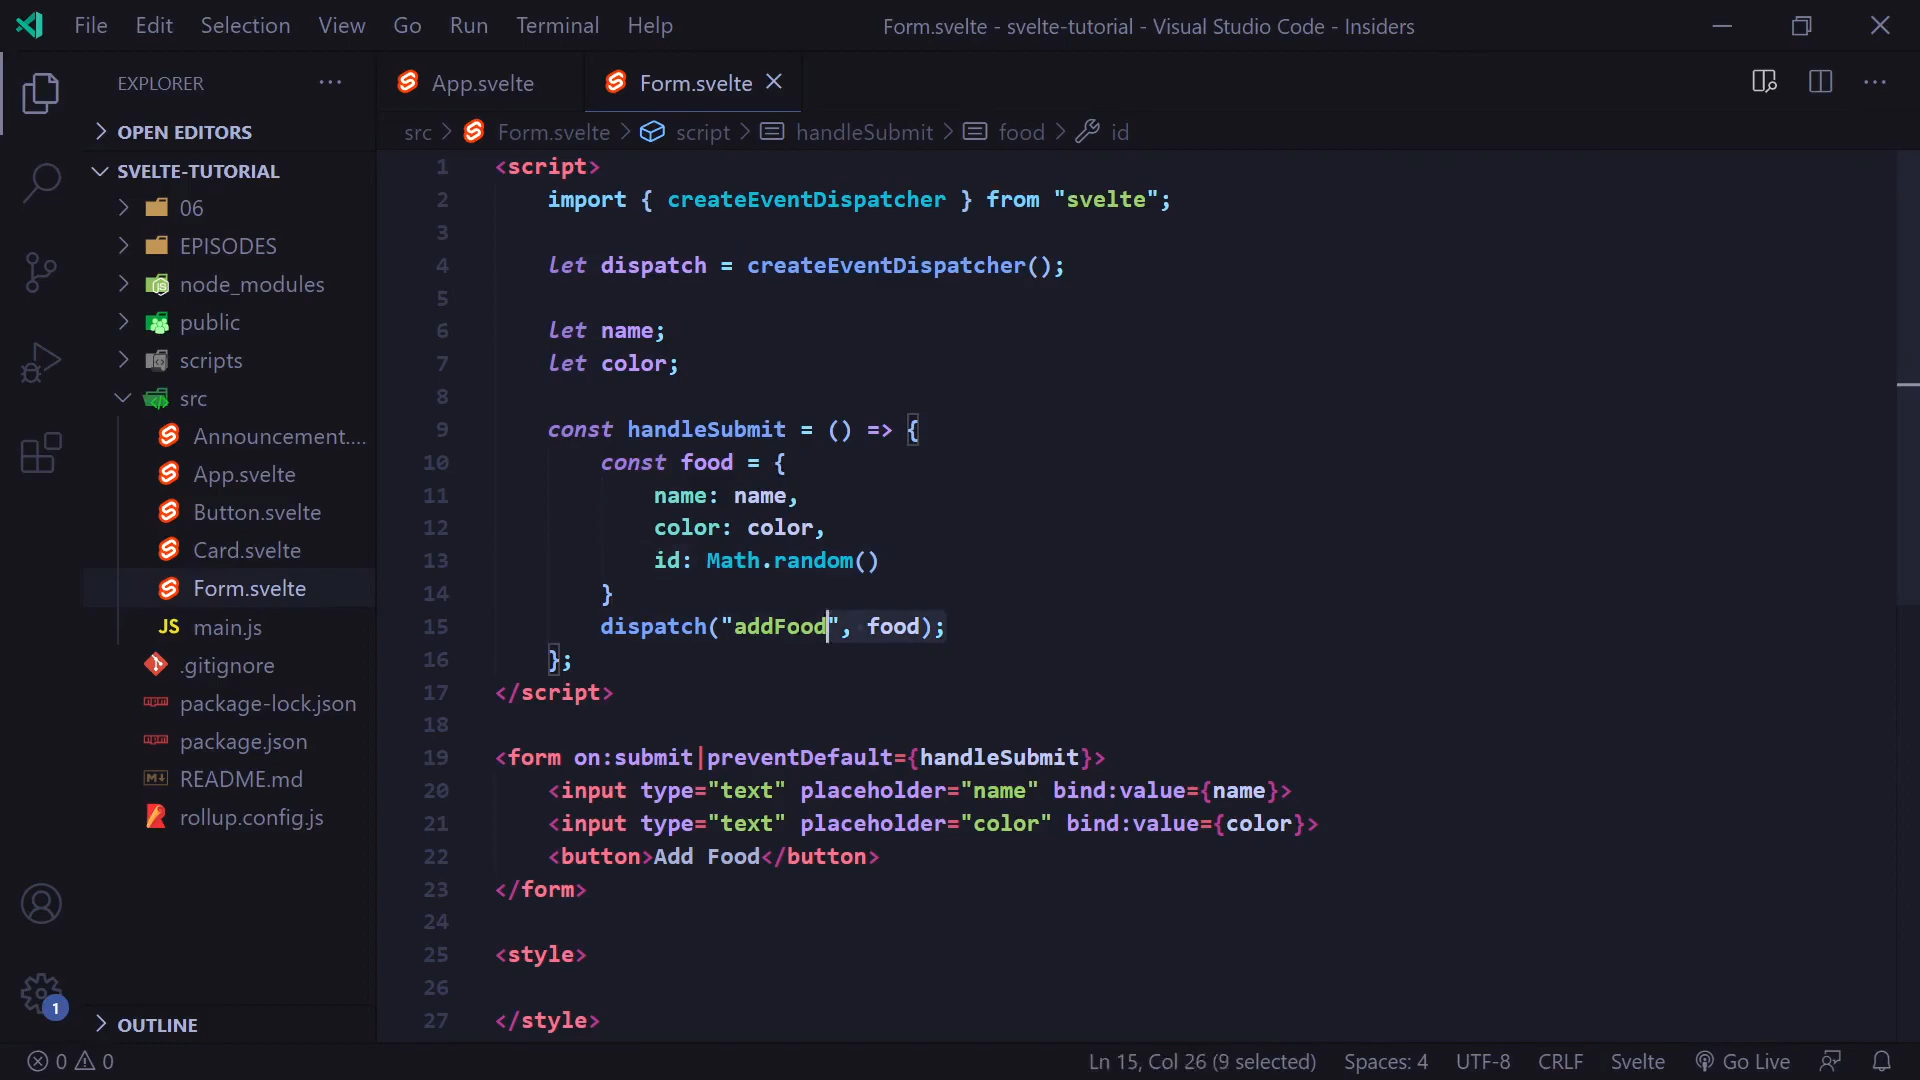 File Edit Selection View Go Run Terminal Help
Form.svelte - svelte-tutorial - Visual Studio Code - Insiders
EXPLORER
OPEN EDITORS
SVELTE-TUTORIAL
06
EPISODES
node_modules
public
scripts
src
Announcement....
App.svelte
Button.svelte
Card.svelte
Form.svelte
JS main.js
.gitignore
package-lock.json
package.json
README.md
rollup.config.js
OUTLINE
1
App.svelte Form.svelte
src > Form.svelte > script > handleSubmit > food > id
1 <script>
2 import { createEventDispatcher } from "svelte";
3
4 let dispatch = createEventDispatcher();
5
6 let name;
7 let color;
8
9 const handleSubmit = () => {
10 const food = {
11 name: name,
12 color: color,
13 id: Math.random()
14 }
15 dispatch("addFood", food);
16 };
17 </script>
18
19 <form on:submit|preventDefault={handleSubmit}>
20 <input type="text" placeholder="name" bind:value={name}>
21 <input type="text" placeholder="color" bind:value={color}>
22 <button>Add Food</button>
23 </form>
24
25 <style>
26
27 </style>
0 0
Ln 15, Col 26 (9 selected) Spaces: 4 UTF-8 CRLF Svelte Go Live